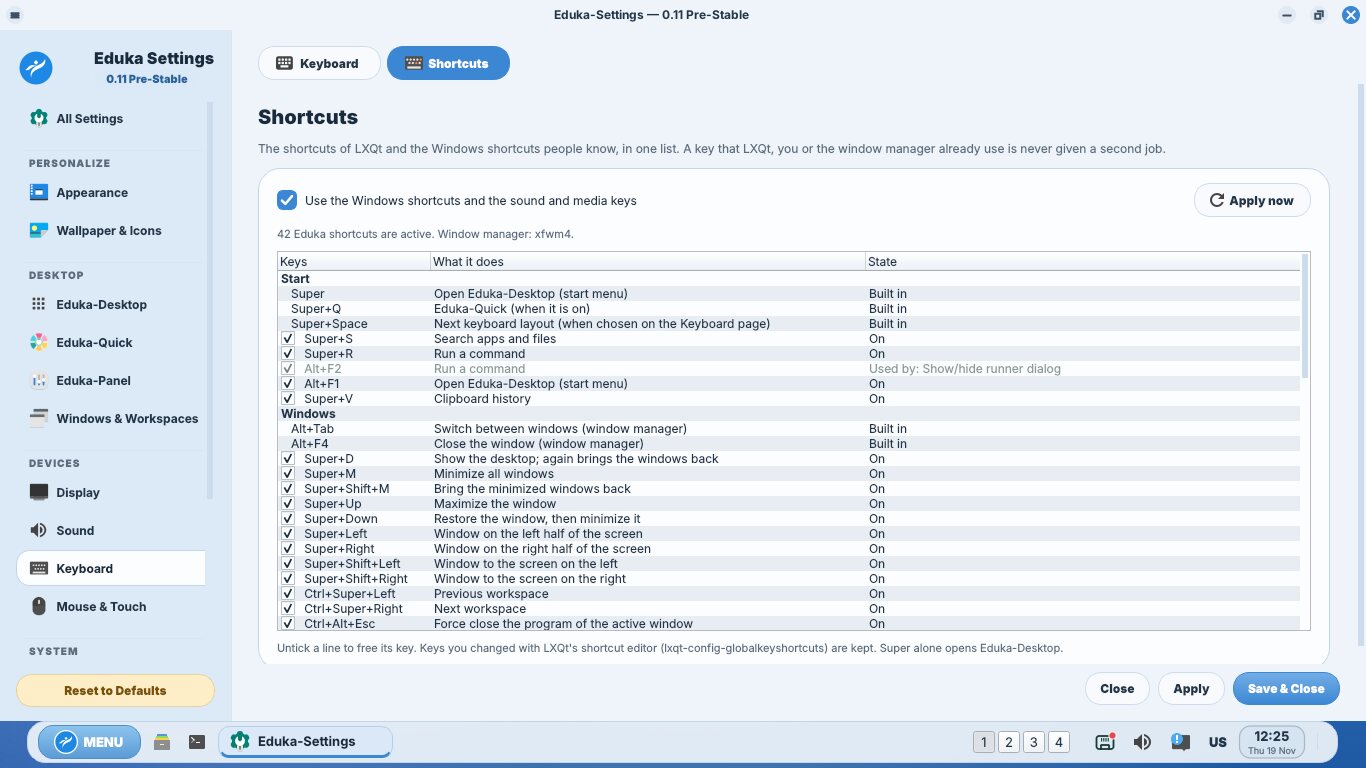 Eduka-Settings — 0.11 Pre-Stable
Eduka Settings
0.11 Pre-Stable
All Settings
PERSONALIZE
Appearance
Wallpaper & Icons
DESKTOP
Eduka-Desktop
Eduka-Quick
Eduka-Panel
Windows & Workspaces
DEVICES
Display
Sound
Keyboard
Mouse & Touch
SYSTEM
Reset to Defaults
Keyboard
Shortcuts
Shortcuts
The shortcuts of LXQt and the Windows shortcuts people know, in one list. A key that LXQt, you or the window manager already use is never given a second job.
Use the Windows shortcuts and the sound and media keys
Apply now
42 Eduka shortcuts are active. Window manager: xfwm4.
Keys What it does State
Start
Super Open Eduka-Desktop (start menu) Built in
Super+Q Eduka-Quick (when it is on) Built in
Super+Space Next keyboard layout (when chosen on the Keyboard page) Built in
Super+S Search apps and files On
Super+R Run a command On
Alt+F2 Run a command Used by: Show/hide runner dialog
Alt+F1 Open Eduka-Desktop (start menu) On
Super+V Clipboard history On
Windows
Alt+Tab Switch between windows (window manager) Built in
Alt+F4 Close the window (window manager) Built in
Super+D Show the desktop; again brings the windows back On
Super+M Minimize all windows On
Super+Shift+M Bring the minimized windows back On
Super+Up Maximize the window On
Super+Down Restore the window, then minimize it On
Super+Left Window on the left half of the screen On
Super+Right Window on the right half of the screen On
Super+Shift+Left Window to the screen on the left On
Super+Shift+Right Window to the screen on the right On
Ctrl+Super+Left Previous workspace On
Ctrl+Super+Right Next workspace On
Ctrl+Alt+Esc Force close the program of the active window On
Untick a line to free its key. Keys you changed with LXQt's shortcut editor (lxqt-config-globalkeyshortcuts) are kept. Super alone opens Eduka-Desktop.
Close
Apply
Save & Close
MENU
Eduka-Settings
1 2 3 4
US
12:25
Thu 19 Nov